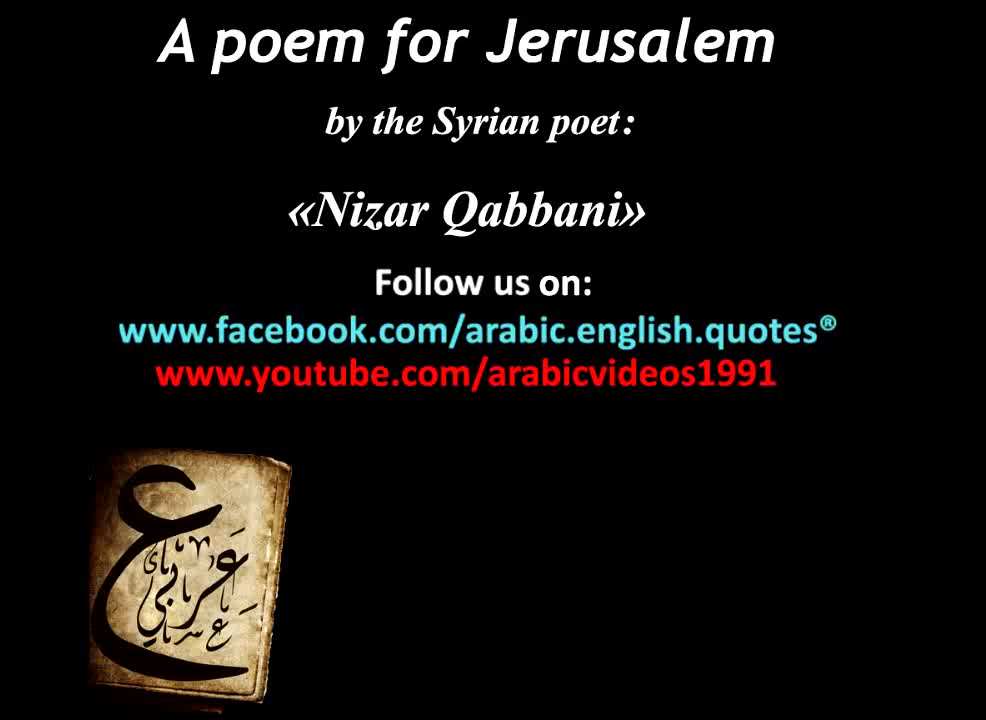 A poem for Jerusalem
by the Syrian poet:
«Nizar Qabbani»
Follow us on:
www.facebook.com/arabic.english.quotes®
www.youtube.com/arabicvideos1991
ع
عربي